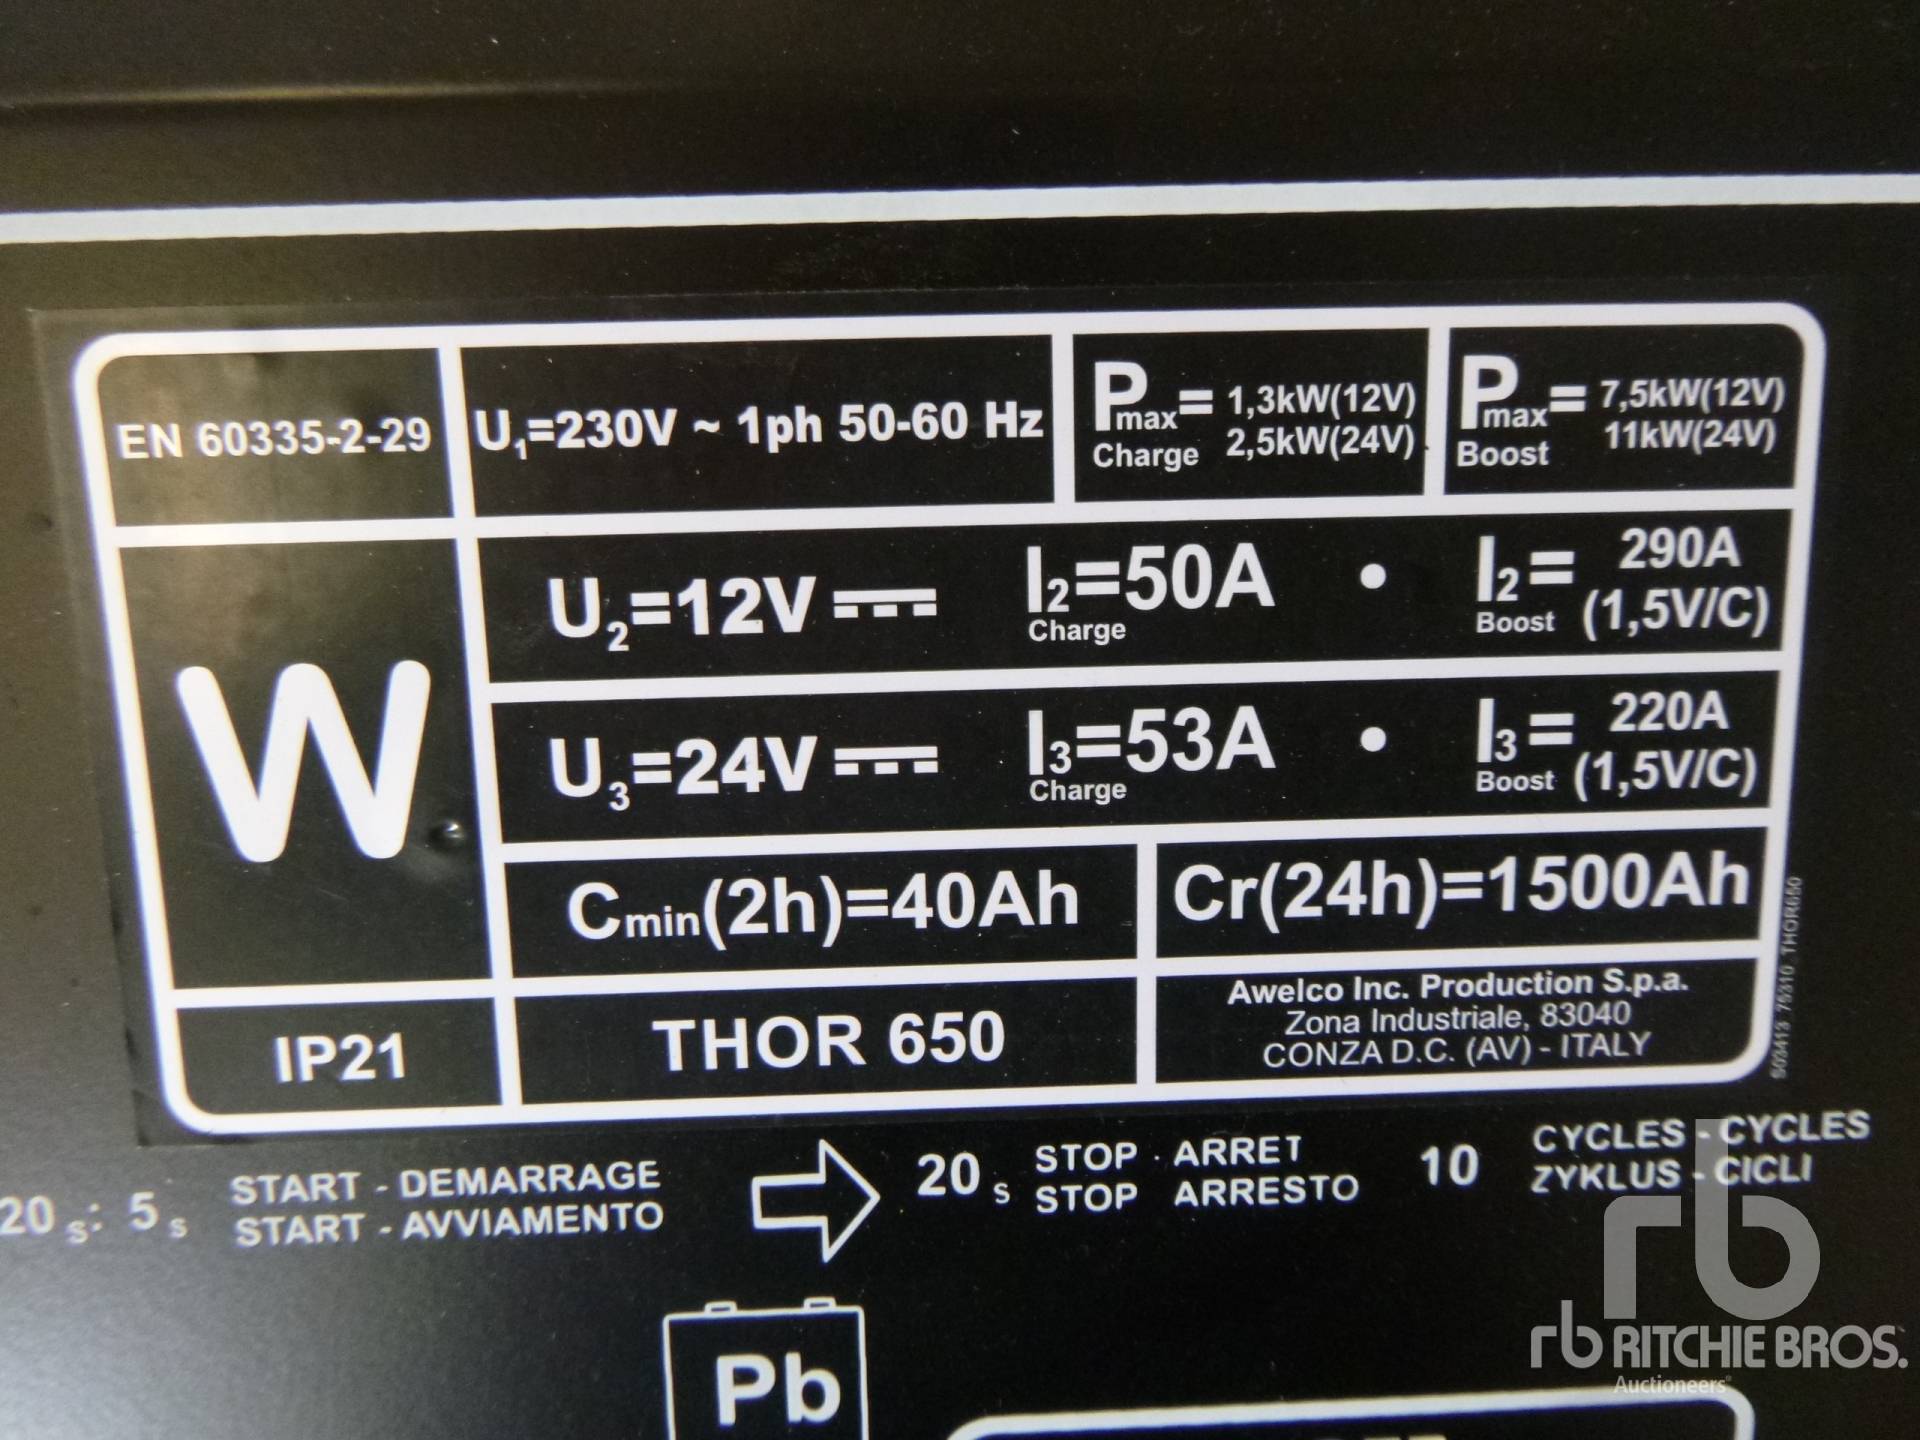 EN 60335-2-29
U1=230V ~ 1ph 50-60 Hz
Pmax= 1,3kW(12V)
Charge 2,5kW(24V)
Pmax= 7,5kW(12V)
Boost 11kW(24V)
W
U2=12V ⎓ I2=50A • I2= 290A
Charge Boost (1,5V/C)
U3=24V ⎓ I3=53A • I3= 220A
Charge Boost (1,5V/C)
Cmin(2h)=40Ah
Cr(24h)=1500Ah
IP21
THOR 650
Awelco Inc. Production S.p.a.
Zona Industriale, 83040
CONZA D.C. (AV) - ITALY
503413_75310_THOR650
20 s: 5 s
START - DEMARRAGE
START - AVVIAMENTO
20 s
STOP - ARRET
STOP ARRESTO
10
CYCLES - CYCLES
ZYKLUS - CICLI
Pb
rb
rb RITCHIE BROS.
Auctioneers